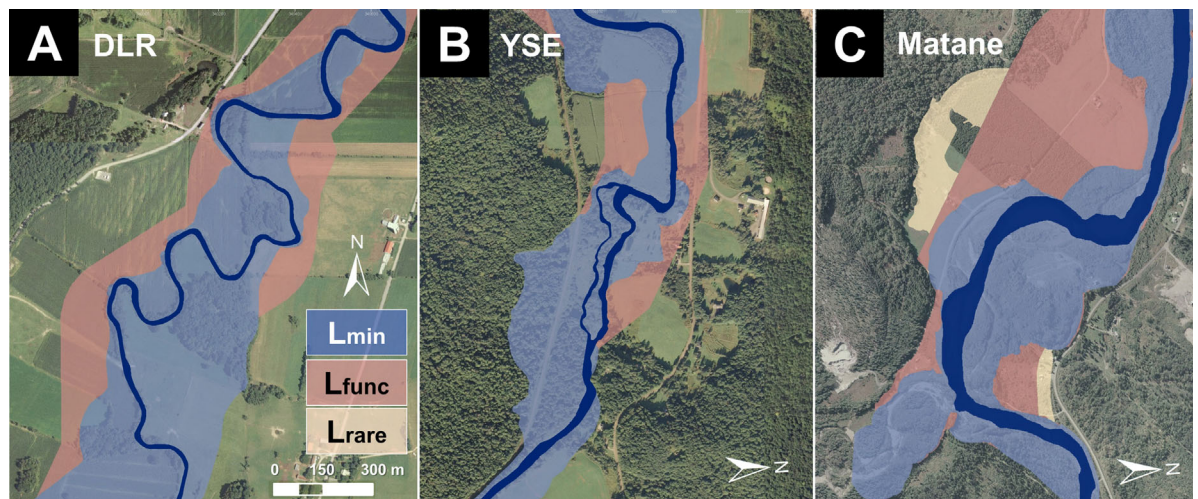 A DLR
B YSE
C Matane
N
Lmin
Lfunc
Lrare
0 150 300 m
N
N